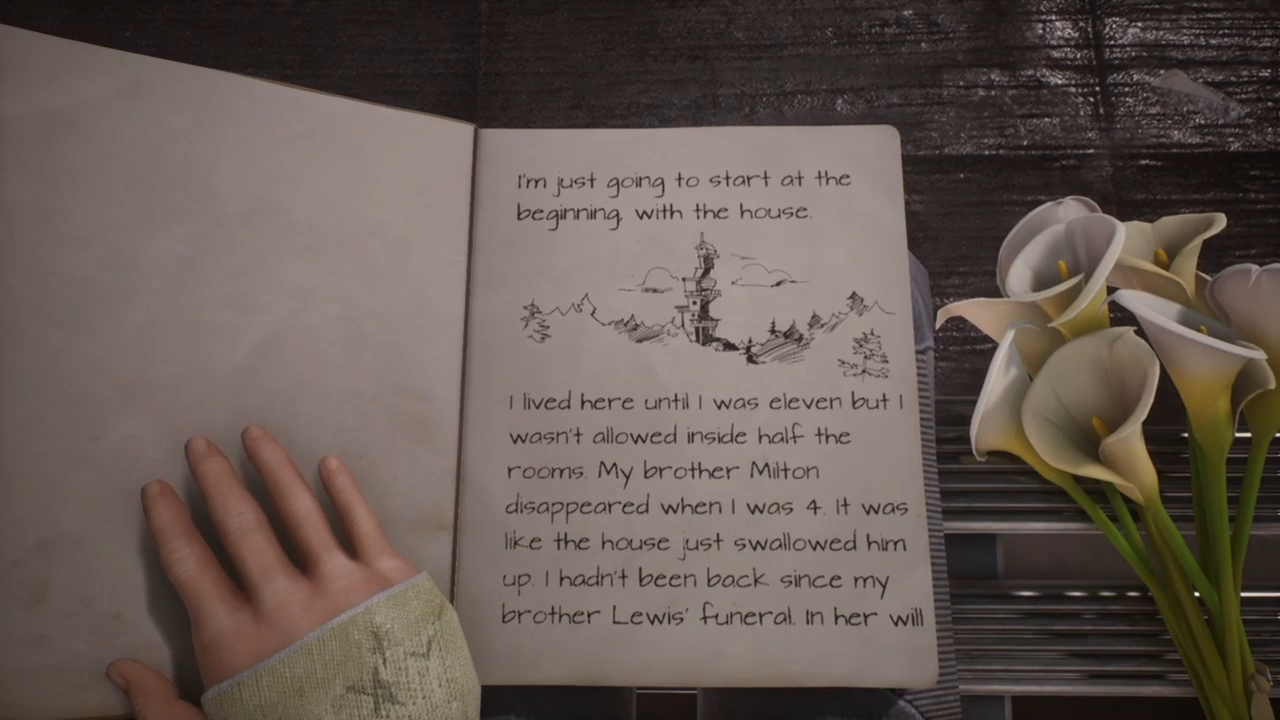 I'm just going to start at the
beginning, with the house.
I lived here until I was eleven but I
wasn't allowed inside half the
rooms. My brother Milton
disappeared when I was 4. It was
like the house just swallowed him
up. I hadn't been back since my
brother Lewis' funeral. In her will